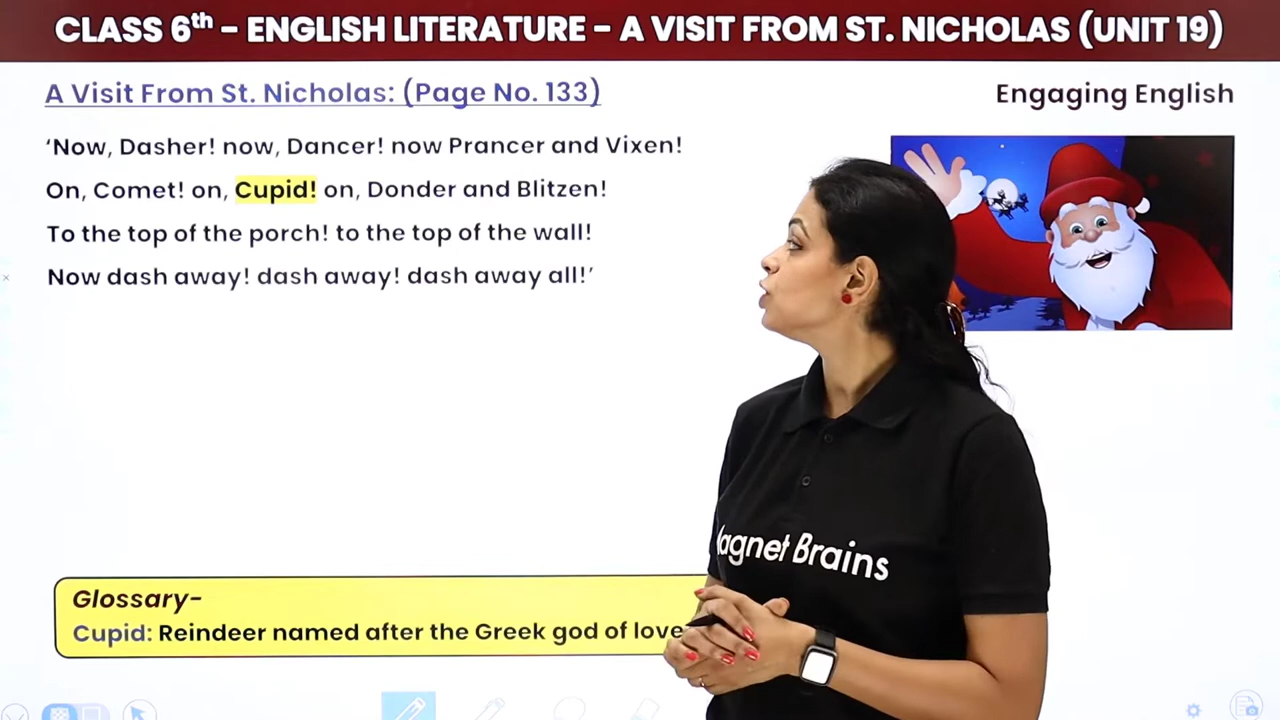 CLASS 6th – ENGLISH LITERATURE – A VISIT FROM ST. NICHOLAS (UNIT 19)
A Visit From St. Nicholas: (Page No. 133)
Engaging English
‘Now, Dasher! now, Dancer! now Prancer and Vixen!
On, Comet! on, Cupid! on, Donder and Blitzen!
To the top of the porch! to the top of the wall!
Now dash away! dash away! dash away all!’
agnet Brains
Glossary-
Cupid: Reindeer named after the Greek god of love